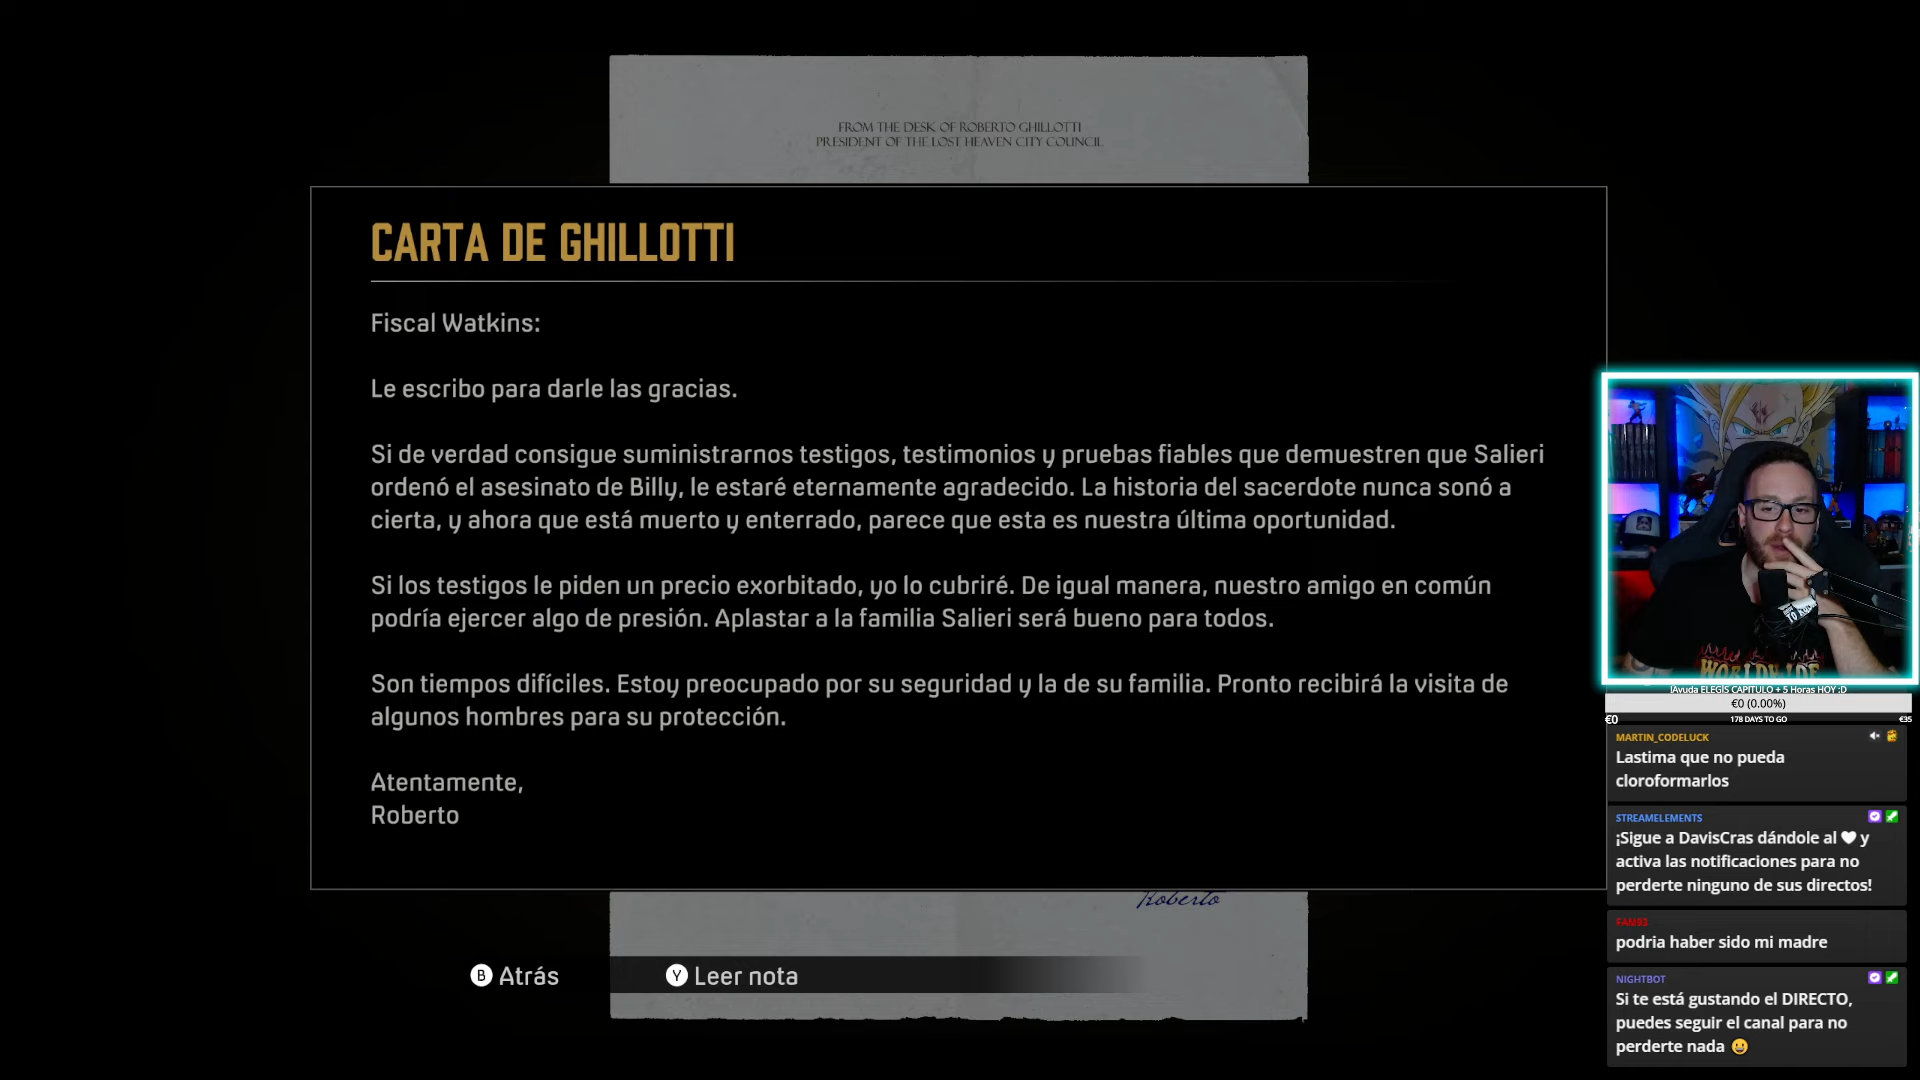 FROM THE DESK OF ROBERTO GHILLOTTI
PRESIDENT OF THE LOST HEAVEN CITY COUNCIL
CARTA DE GHILLOTTI
Fiscal Watkins:
Le escribo para darle las gracias.
Si de verdad consigue suministrarnos testigos, testimonios y pruebas fiables que demuestren que Salieri
ordenó el asesinato de Billy, le estaré eternamente agradecido. La historia del sacerdote nunca sonó a
cierta, y ahora que está muerto y enterrado, parece que esta es nuestra última oportunidad.
Si los testigos le piden un precio exorbitado, yo lo cubriré. De igual manera, nuestro amigo en común
podría ejercer algo de presión. Aplastar a la familia Salieri será bueno para todos.
Son tiempos difíciles. Estoy preocupado por su seguridad y la de su familia. Pronto recibirá la visita de
algunos hombres para su protección.
Atentamente,
Roberto
Roberto
B Atrás
Y Leer nota
!Ayuda ELEGÍS CAPITULO + 5 Horas HOY :D
€0 (0.00%)
€0
178 DAYS TO GO
€35
MARTIN_CODELUCK
Lastima que no pueda
cloroformarlos
STREAMELEMENTS
¡Sigue a DavisCras dándole al 🤍 y
activa las notificaciones para no
perderte ninguno de sus directos!
FAN93
podria haber sido mi madre
NIGHTBOT
Si te está gustando el DIRECTO,
puedes seguir el canal para no
perderte nada 😀